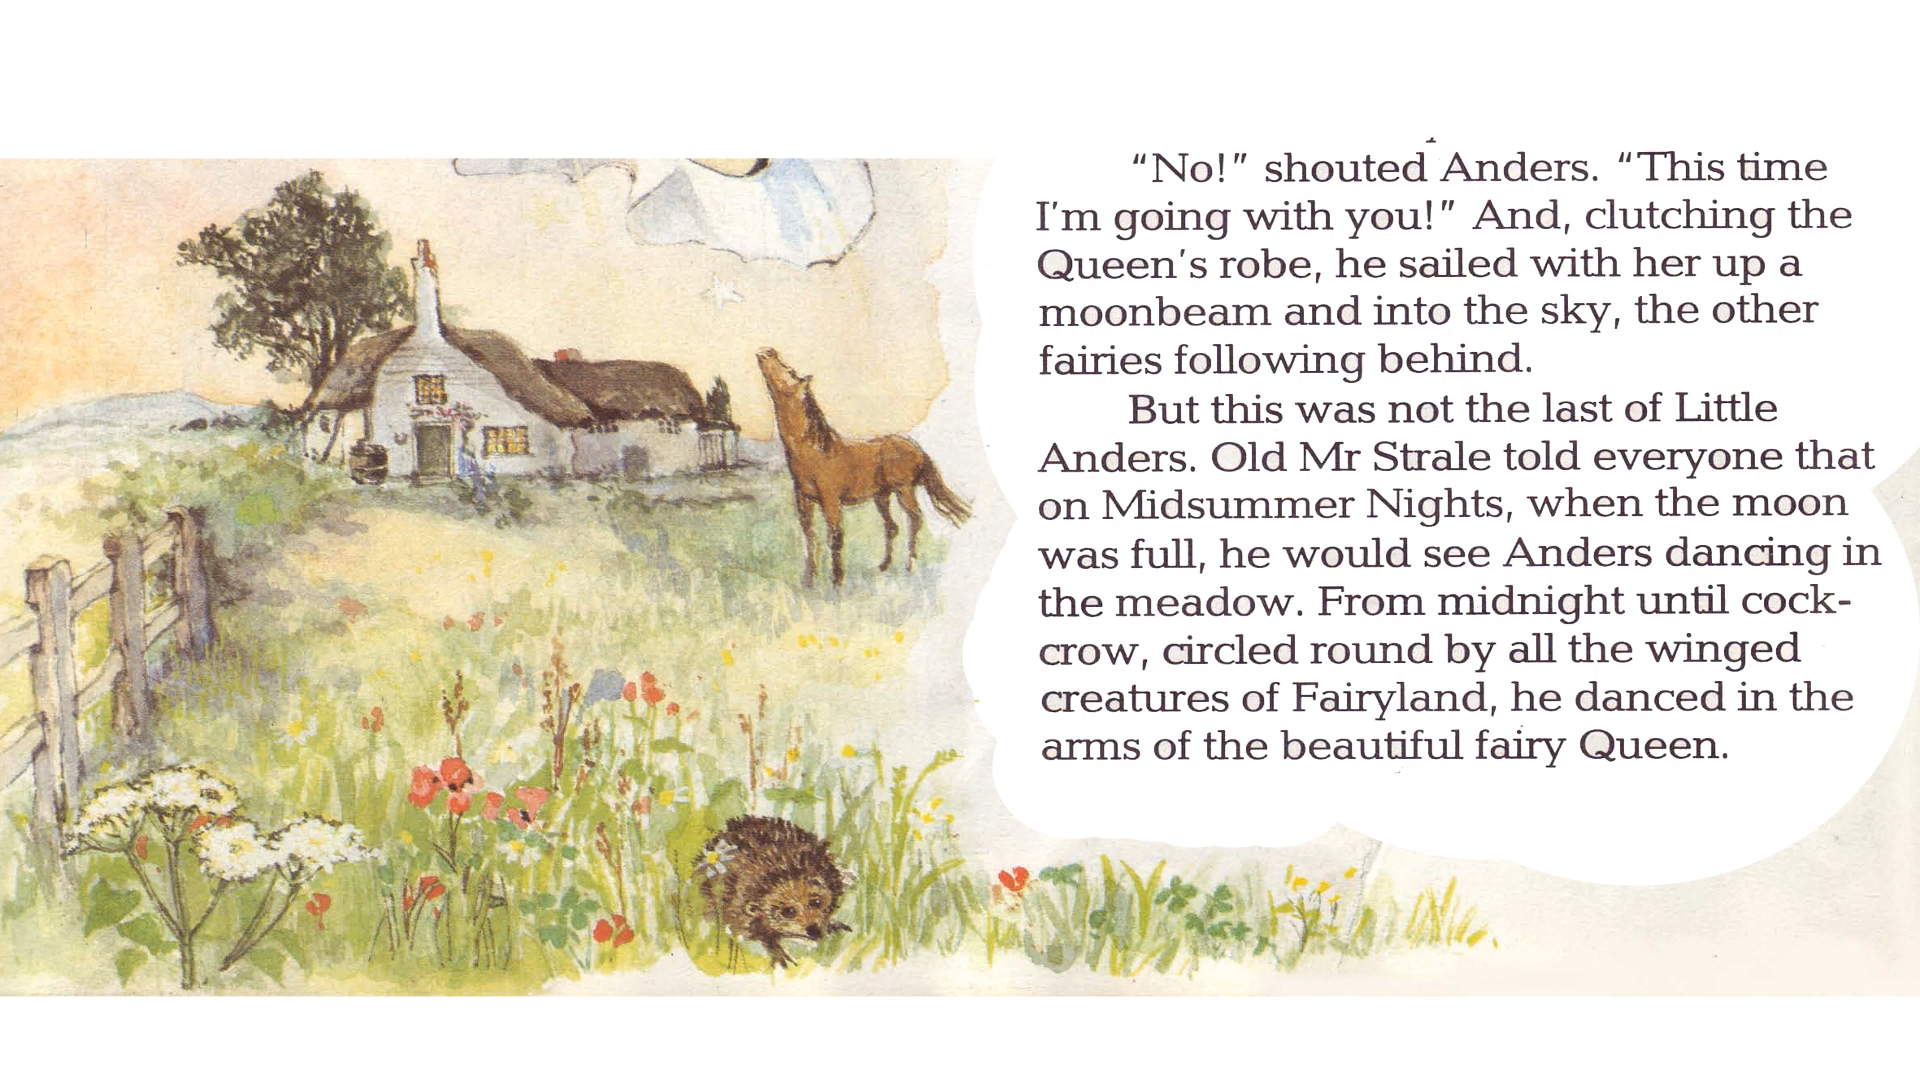 “No!” shouted Anders. “This time
I'm going with you!” And, clutching the
Queen's robe, he sailed with her up a
moonbeam and into the sky, the other
fairies following behind.
But this was not the last of Little
Anders. Old Mr Strale told everyone that
on Midsummer Nights, when the moon
was full, he would see Anders dancing in
the meadow. From midnight until cock-
crow, circled round by all the winged
creatures of Fairyland, he danced in the
arms of the beautiful fairy Queen.